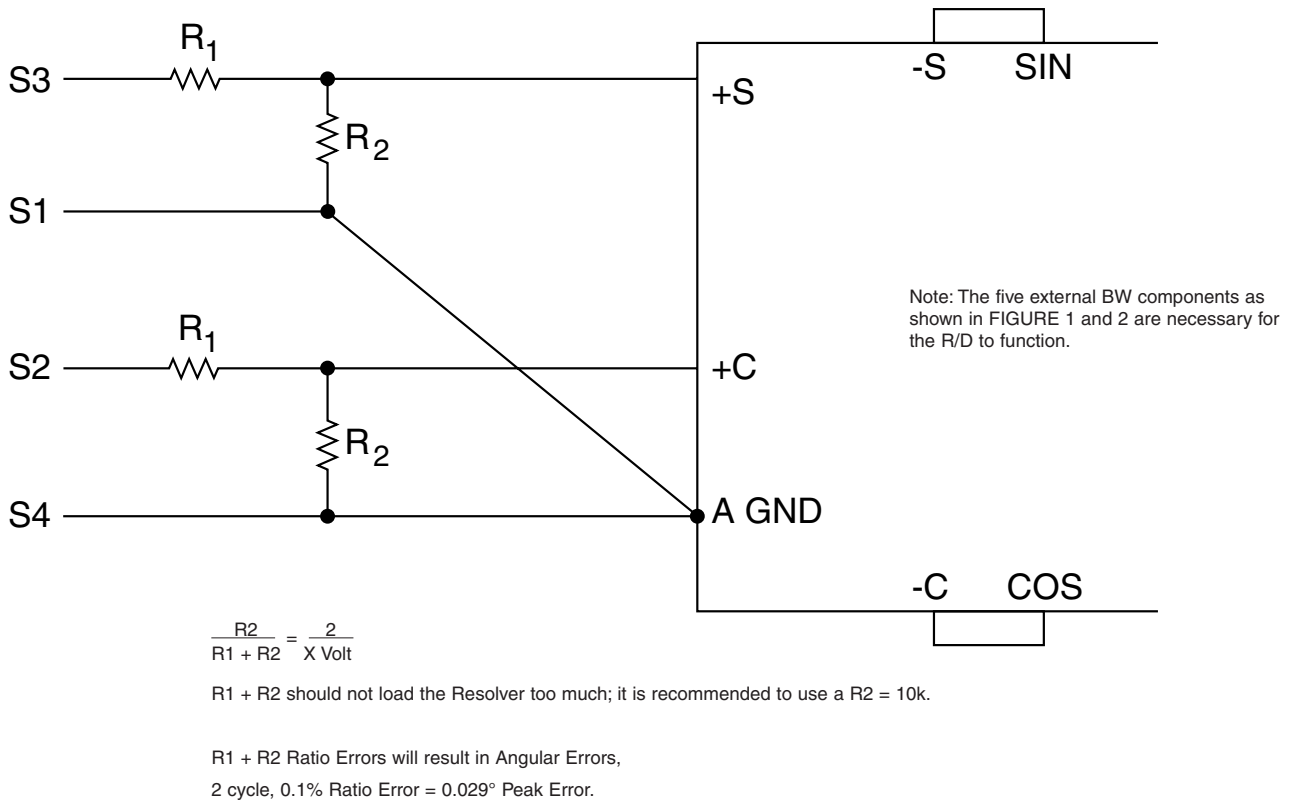 R1
S3
-S SIN
+S
R2
S1
Note: The five external BW components as
shown in FIGURE 1 and 2 are necessary for
the R/D to function.
R1
S2
+C
R2
S4
A GND
-C COS
R2
R1 + R2
=
2
X Volt
R1 + R2 should not load the Resolver too much; it is recommended to use a R2 = 10k.
R1 + R2 Ratio Errors will result in Angular Errors,
2 cycle, 0.1% Ratio Error = 0.029° Peak Error.